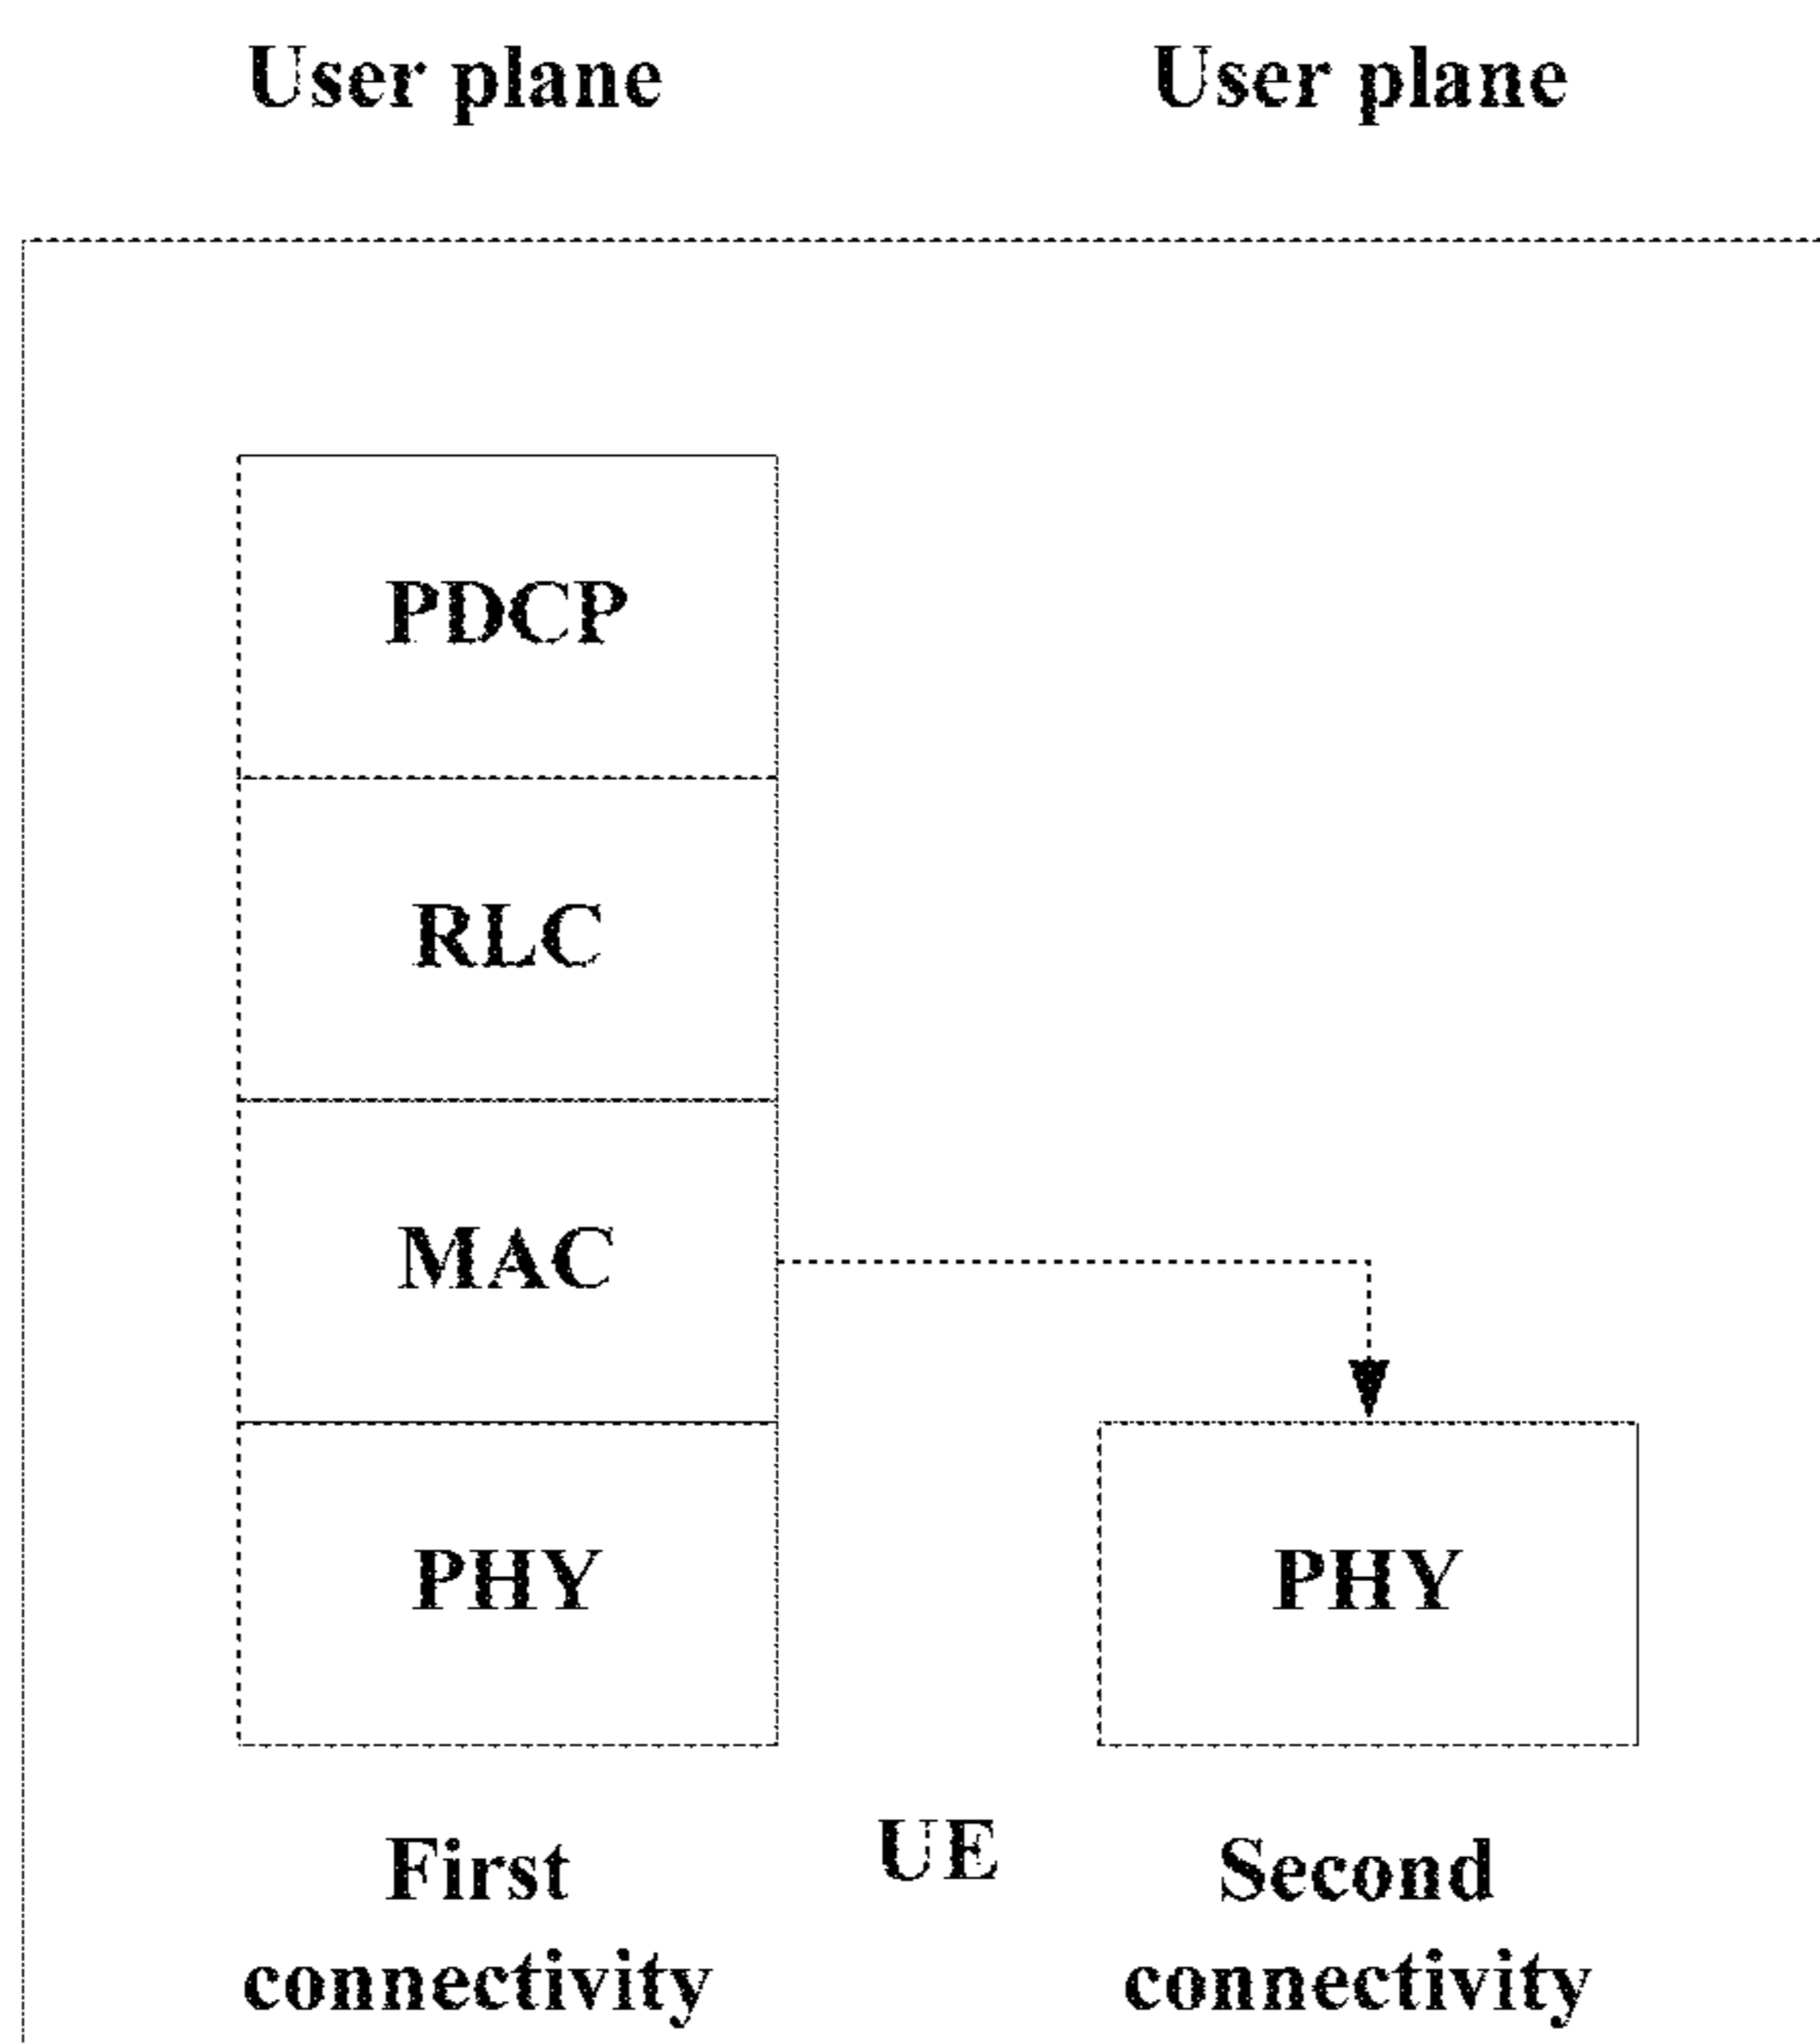 User plane
User plane
PDCP
RLC
MAC
PHY
PHY
First
connectivity
UE
Second
connectivity